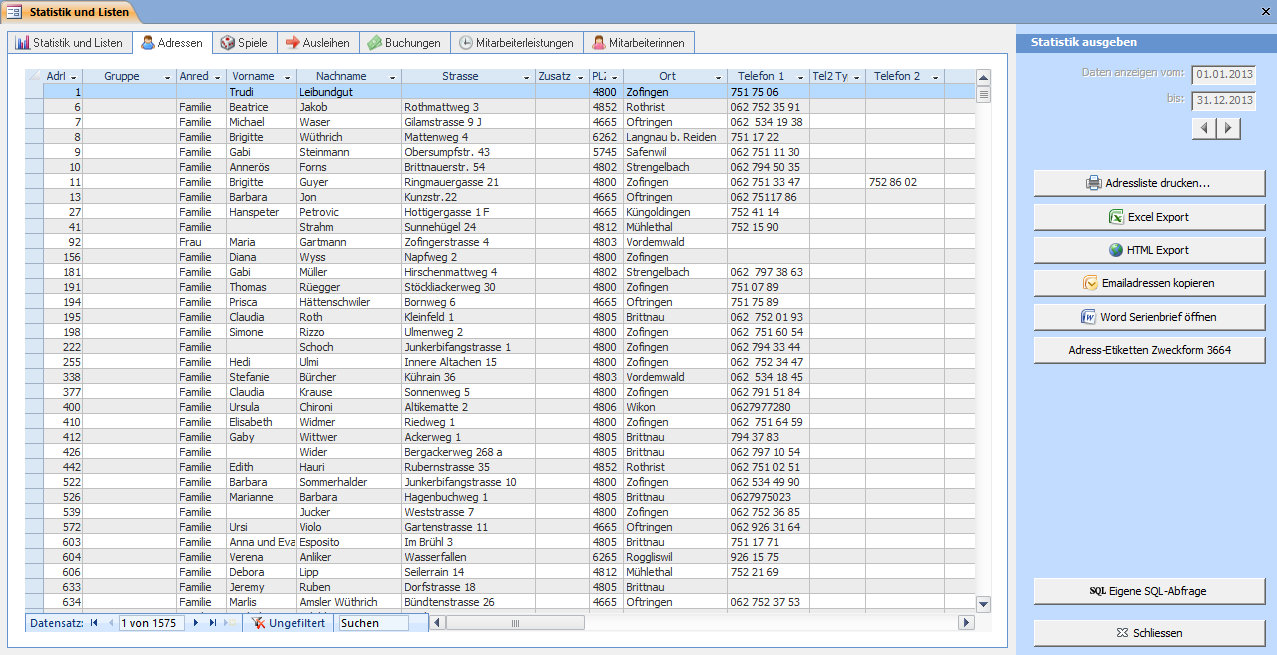 Statistik und Listen
Statistik und Listen Adressen Spiele Ausleihen Buchungen Mitarbeiterleistungen Mitarbeiterinnen
AdrI Gruppe Anred Vorname Nachname Strasse Zusatz PLZ Ort Telefon 1 Tel2 Ty Telefon 2
1 Trudi Leibundgut 4800 Zofingen 751 75 06
6 Familie Beatrice Jakob Rothmattweg 3 4852 Rothrist 062 752 35 91
7 Familie Michael Waser Gilamstrasse 9 J 4665 Oftringen 062 534 19 38
8 Familie Brigitte Wüthrich Mattenweg 4 6262 Langnau b. Reiden 751 17 22
9 Familie Gabi Steinmann Obersumpfstr. 43 5745 Safenwil 062 751 11 30
10 Familie Annerös Forns Brittnauerstr. 54 4802 Strengelbach 062 794 50 35
11 Familie Brigitte Guyer Ringmauergasse 21 4800 Zofingen 062 751 33 47 752 86 02
13 Familie Barbara Jon Kunzstr.22 4665 Oftringen 062 75117 86
27 Familie Hanspeter Petrovic Hottigergasse 1 F 4665 Küngoldingen 752 41 14
41 Familie Strahm Sunnehügel 24 4812 Mühlethal 752 15 90
92 Frau Maria Gartmann Zofingerstrasse 4 4803 Vordemwald
156 Familie Diana Wyss Napfweg 2 4800 Zofingen
181 Familie Gabi Müller Hirschenmattweg 4 4802 Strengelbach 062 797 38 63
191 Familie Thomas Rüegger Stöckliackerweg 30 4800 Zofingen 751 07 89
194 Familie Prisca Hättenschwiler Bornweg 6 4665 Oftringen 751 75 89
195 Familie Claudia Roth Kleinfeld 1 4805 Brittnau 062 752 01 93
198 Familie Simone Rizzo Ulmenweg 2 4800 Zofingen 062 751 60 54
222 Familie Schoch Junkerbifangstrasse 1 4800 Zofingen 062 794 33 44
255 Familie Hedi Ulmi Innere Altachen 15 4800 Zofingen 062 752 34 47
338 Familie Stefanie Bürcher Kührain 36 4803 Vordemwald 062 534 18 45
377 Familie Claudia Krause Sonnenweg 5 4800 Zofingen 062 791 51 84
400 Familie Ursula Chironi Altikematte 2 4806 Wikon 0627977280
410 Familie Elisabeth Widmer Riedweg 1 4800 Zofingen 062 751 64 59
412 Familie Gaby Wittwer Ackerweg 1 4805 Brittnau 794 37 83
426 Familie Wider Bergackerweg 268 a 4805 Brittnau 062 797 10 54
442 Familie Edith Hauri Rubernstrasse 35 4852 Rothrist 062 751 02 51
522 Familie Barbara Sommerhalder Junkerbifangstrasse 10 4800 Zofingen 062 534 49 90
526 Familie Marianne Barbara Hagenbuchweg 1 4805 Brittnau 0627975023
539 Familie Jucker Weststrasse 7 4800 Zofingen 062 752 36 85
572 Familie Ursi Violo Gartenstrasse 11 4665 Oftringen 062 926 31 64
603 Familie Anna und Eva Esposito Im Brühl 3 4805 Brittnau 751 17 71
604 Familie Verena Anliker Wasserfallen 6265 Roggliswil 926 15 75
606 Familie Debora Lipp Seilerrain 14 4812 Mühlethal 752 21 69
633 Familie Jeremy Ruben Dorfstrasse 18 4805 Brittnau
634 Familie Marlis Amsler Wüthrich Bündtenstrasse 26 4665 Oftringen 062 752 37 53
Datensatz: 1 von 1575 Ungefiltert Suchen
Statistik ausgeben
Daten anzeigen vom: 01.01.2013
bis: 31.12.2013
Adressliste drucken...
Excel Export
HTML Export
Emailadressen kopieren
Word Serienbrief öffnen
Adress-Etiketten Zweckform 3664
SQL Eigene SQL-Abfrage
Schliessen